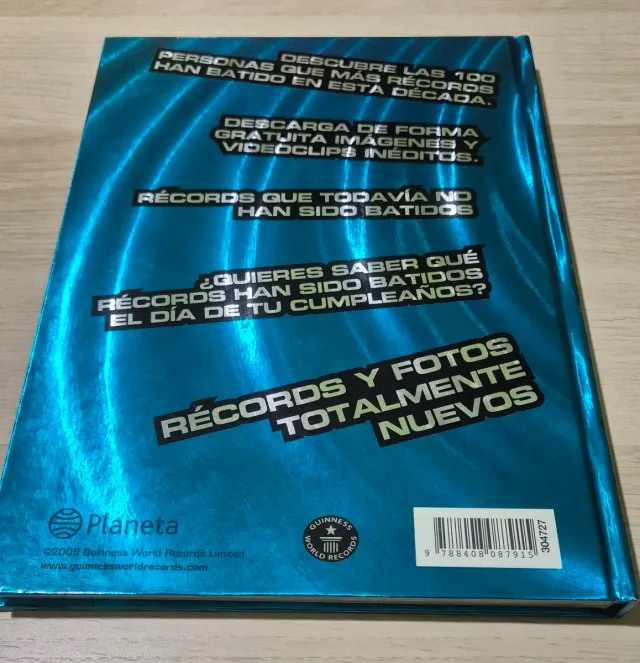 DESCUBRE LAS 100
PERSONAS QUE MÁS RÉCORDS
HAN BATIDO EN ESTA DÉCADA.
DESCARGA DE FORMA
GRATUITA IMÁGENES Y
VIDEOCLIPS INÉDITOS.
RÉCORDS QUE TODAVÍA NO
HAN SIDO BATIDOS
¿QUIERES SABER QUÉ
RÉCORDS HAN SIDO BATIDOS
EL DÍA DE TU CUMPLEAÑOS?
RÉCORDS Y FOTOS
TOTALMENTE
NUEVOS
Planeta
©2009 Guinness World Records Limited
www.guinnessworldrecords.com
GUINNESS
WORLD RECORDS
9 788408 087915
304727